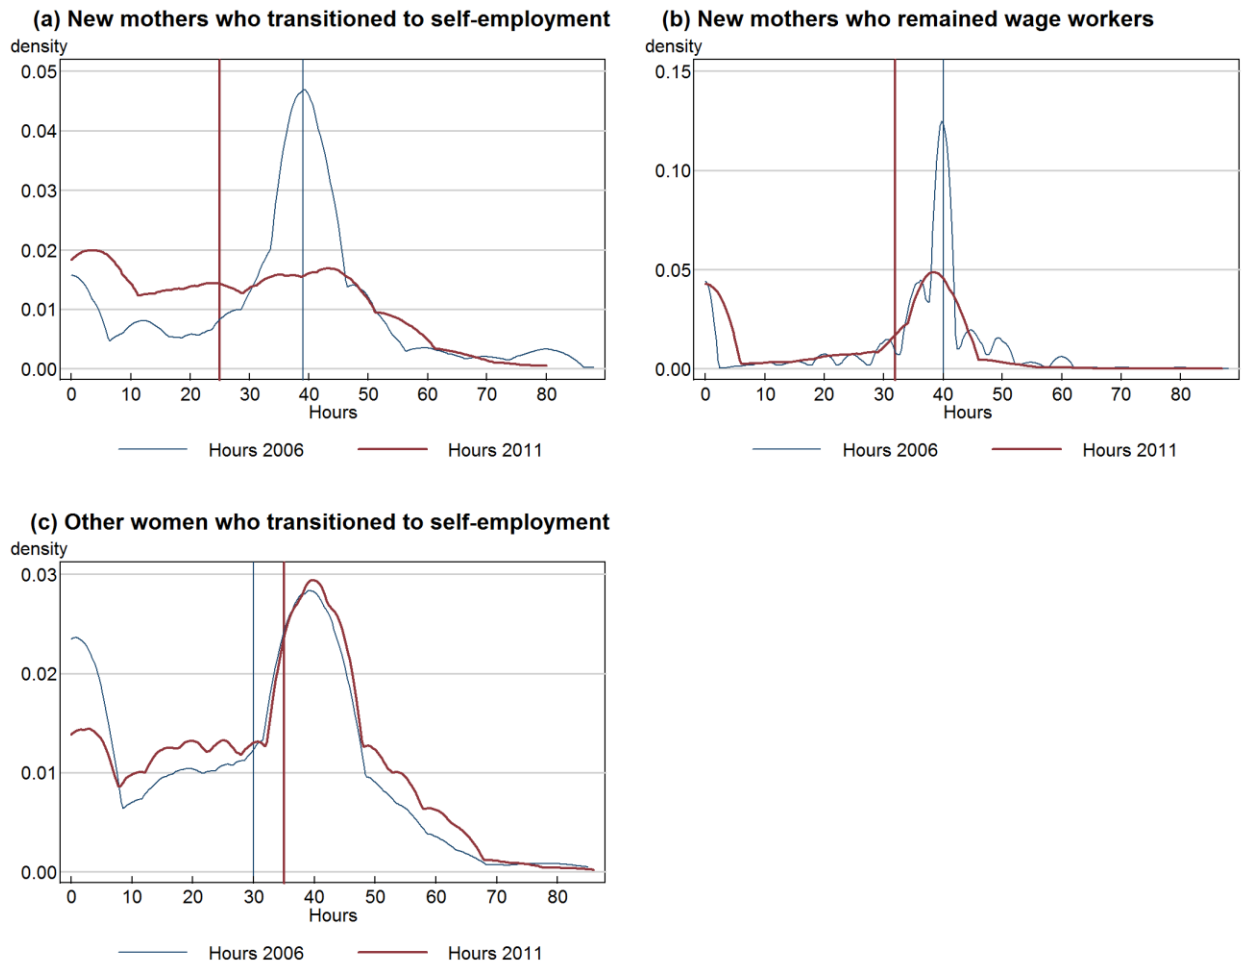 (a) New mothers who transitioned to self-employment
density
0.05
0.04
0.03
0.02
0.01
0.00
0 10 20 30 40 50 60 70 80
Hours
Hours 2006 Hours 2011
(b) New mothers who remained wage workers
density
0.15
0.10
0.05
0.00
0 10 20 30 40 50 60 70 80
Hours
Hours 2006 Hours 2011
(c) Other women who transitioned to self-employment
density
0.03
0.02
0.01
0.00
0 10 20 30 40 50 60 70 80
Hours
Hours 2006 Hours 2011